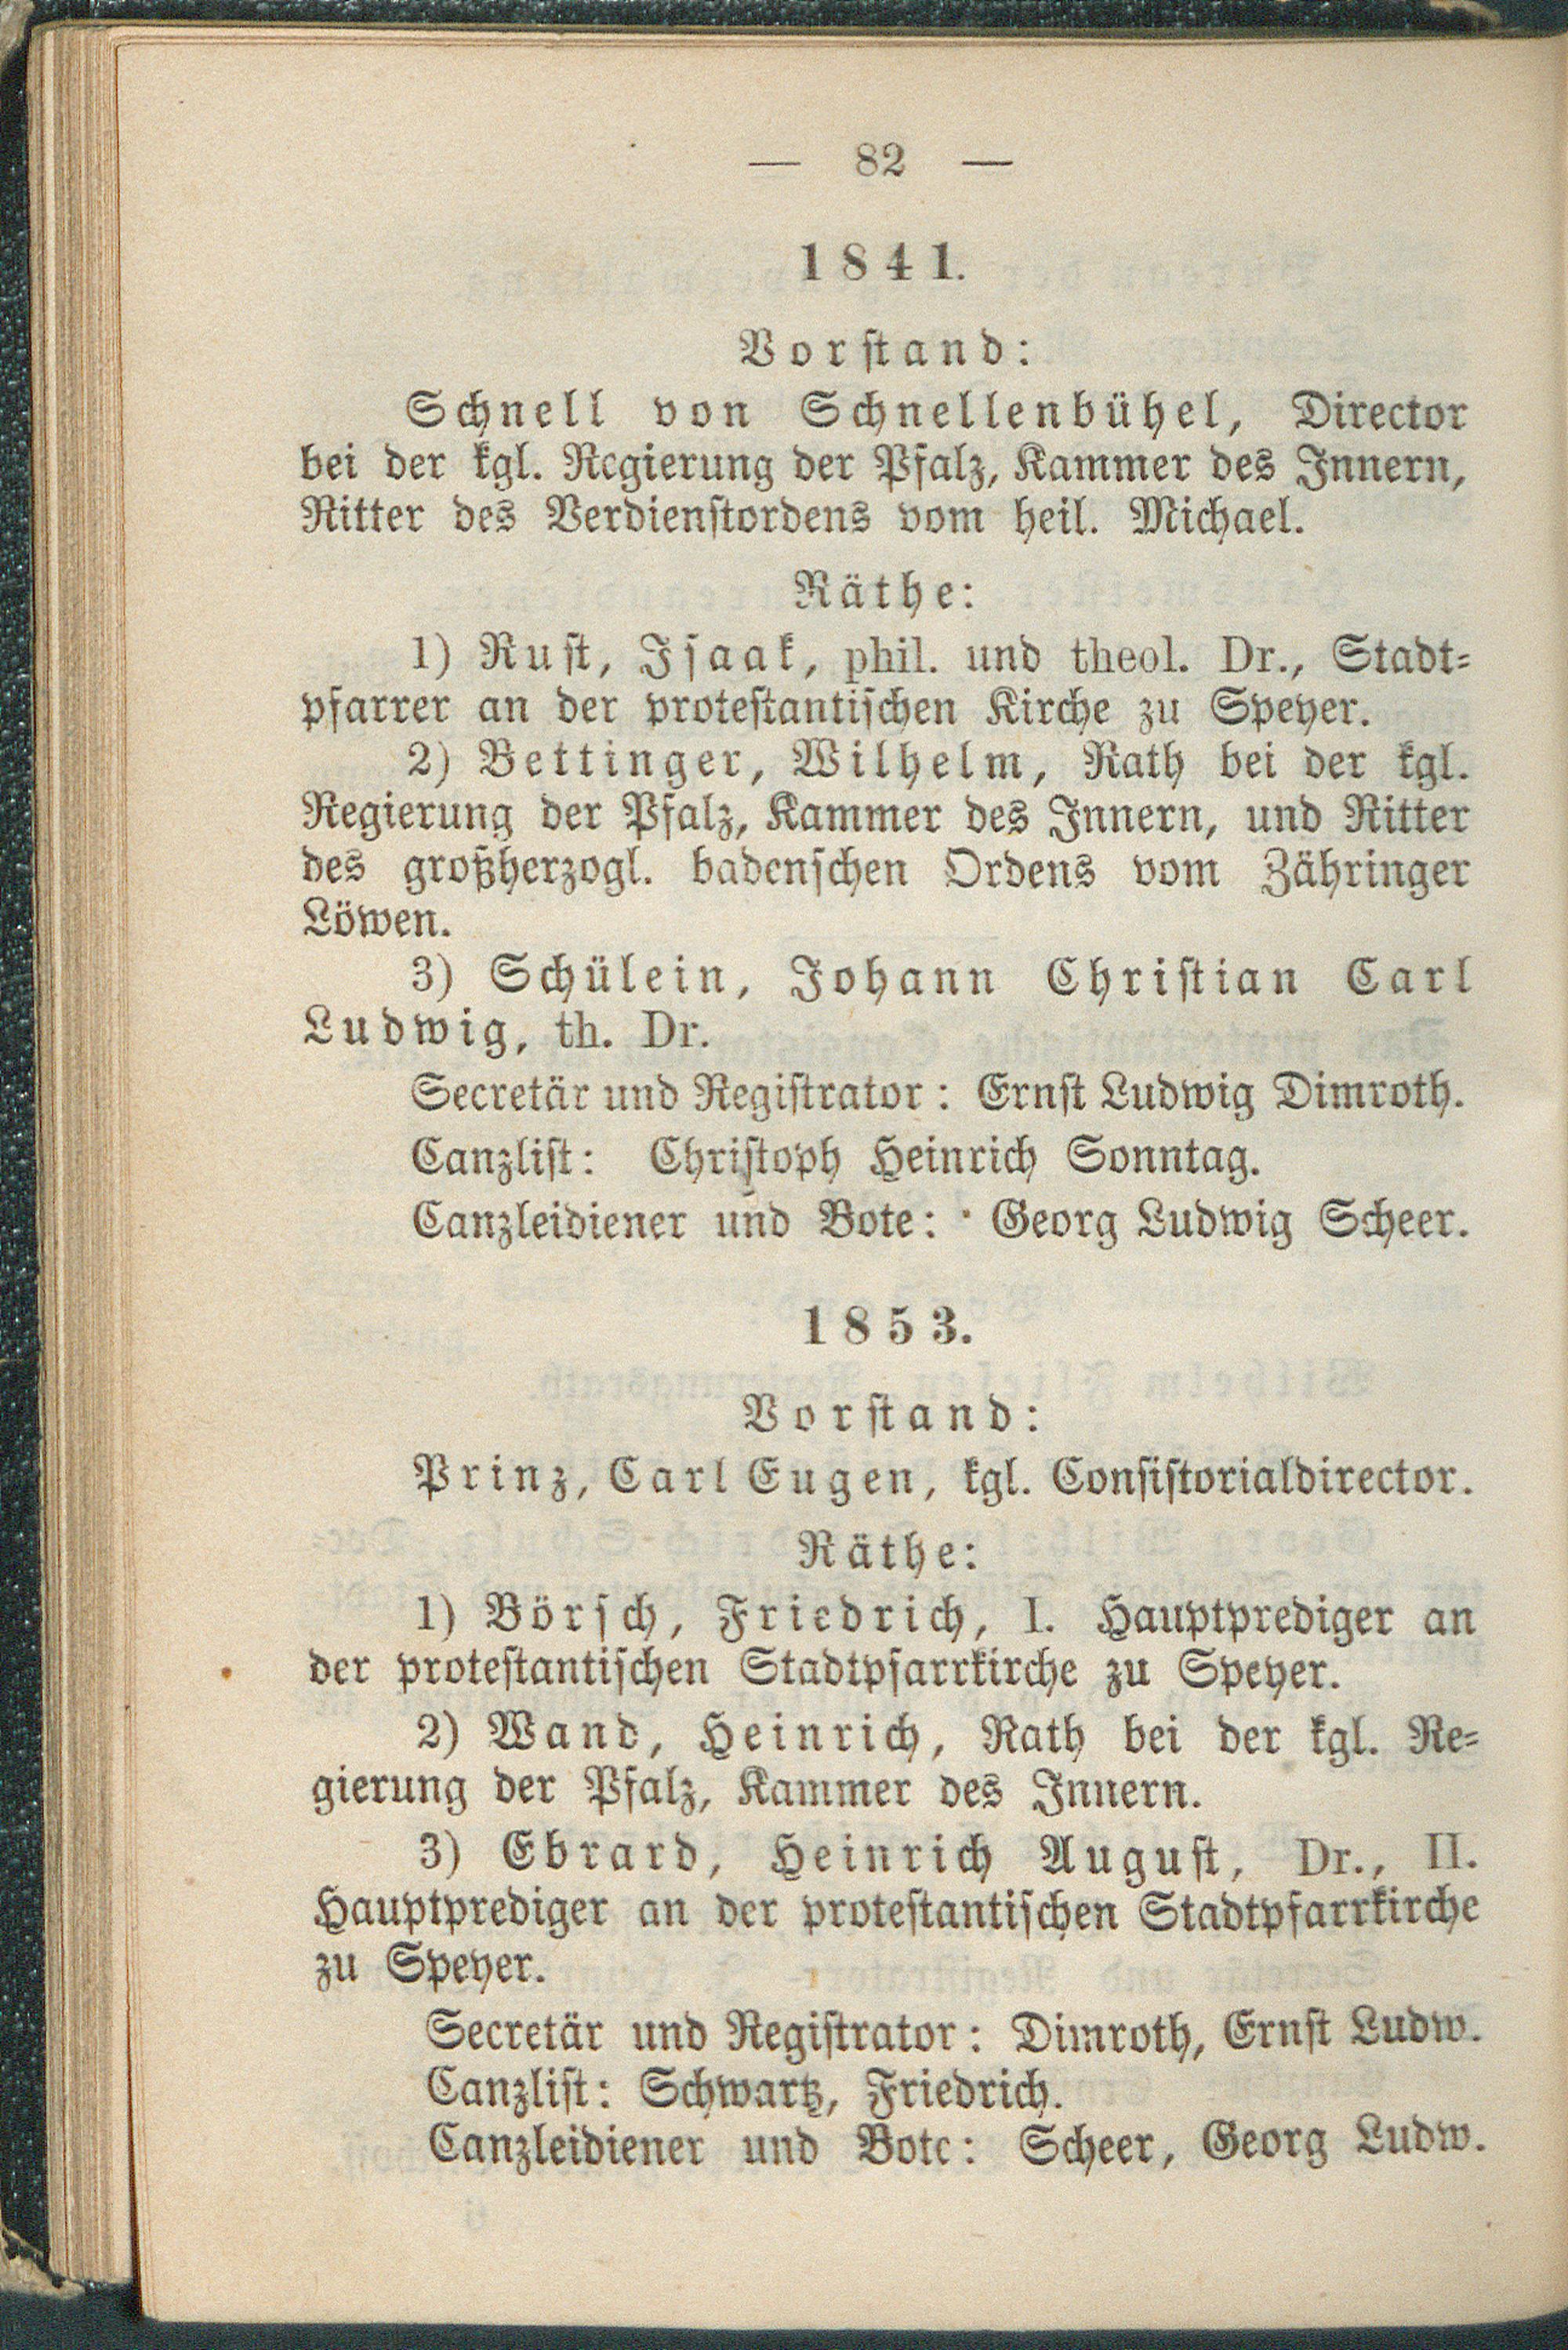 — 82 —
1841.
Vorstand:
Schnell von Schnellenbühel, Director
bei der kgl. Regierung der Pfalz, Kammer des Innern,
Ritter des Verdienstordens vom heil. Michael.
Räthe:
1) Rust, Isaak, phil. und theol. Dr., Stadt-
pfarrer an der protestantischen Kirche zu Speyer.
2) Bettinger, Wilhelm, Rath bei der kgl.
Regierung der Pfalz, Kammer des Innern, und Ritter
des großherzogl. badenschen Ordens vom Zähringer
Löwen.
3) Schülein, Johann Christian Carl
Ludwig, th. Dr.
Secretär und Registrator: Ernst Ludwig Dimroth.
Canzlist: Christoph Heinrich Sonntag.
Canzleidiener und Bote: Georg Ludwig Scheer.
1853.
Vorstand:
Prinz, Carl Eugen, kgl. Consistorialdirector.
Räthe:
1) Börsch, Friedrich, I. Hauptprediger an
der protestantischen Stadtpfarrkirche zu Speyer.
2) Wand, Heinrich, Rath bei der kgl. Re-
gierung der Pfalz, Kammer des Innern.
3) Ebrard, Heinrich August, Dr., II.
Hauptprediger an der protestantischen Stadtpfarrkirche
zu Speyer.
Secretär und Registrator: Dimroth, Ernst Ludw.
Canzlist: Schwartz, Friedrich.
Canzleidiener und Bote: Scheer, Georg Ludw.